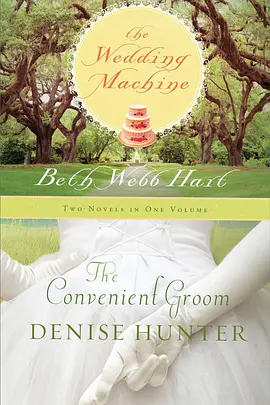 the
Wedding
Machine
Beth Webb Hart
Two Novels in One Volume
The
Convenient Groom
DENISE HUNTER